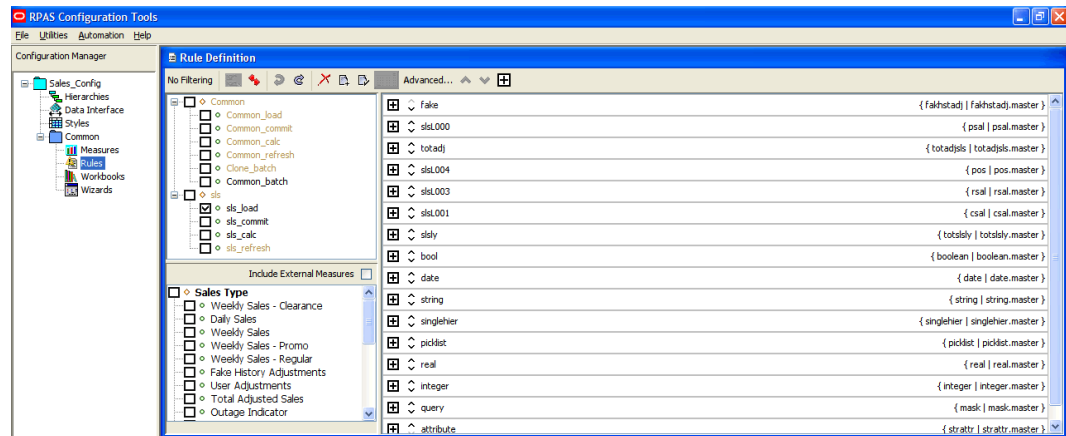 RPAS Configuration Tools
File Utilities Automation Help
Configuration Manager
Sales_Config
Hierarchies
Data Interface
Styles
Common
Measures
Rules
Workbooks
Wizards
Rule Definition
No Filtering Advanced...
Common
Common_load
Common_commit
Common_calc
Common_refresh
Clone_batch
Common_batch
sls
sls_load
sls_commit
sls_calc
sls_refresh
Include External Measures
Sales Type
Weekly Sales - Clearance
Daily Sales
Weekly Sales
Weekly Sales - Promo
Weekly Sales - Regular
Fake History Adjustments
User Adjustments
Total Adjusted Sales
Outage Indicator
fake { fakhstadj | fakhstadj.master }
slsL000 { psal | psal.master }
totadj { totadjsls | totadjsls.master }
slsL004 { pos | pos.master }
slsL003 { rsal | rsal.master }
slsL001 { csal | csal.master }
slsly { totslsly | totslsly.master }
bool { boolean | boolean.master }
date { date | date.master }
string { string | string.master }
singlehier { singlehier | singlehier.master }
picklist { picklist | picklist.master }
real { real | real.master }
integer { integer | integer.master }
query { mask | mask.master }
attribute { strattr | strattr.master }